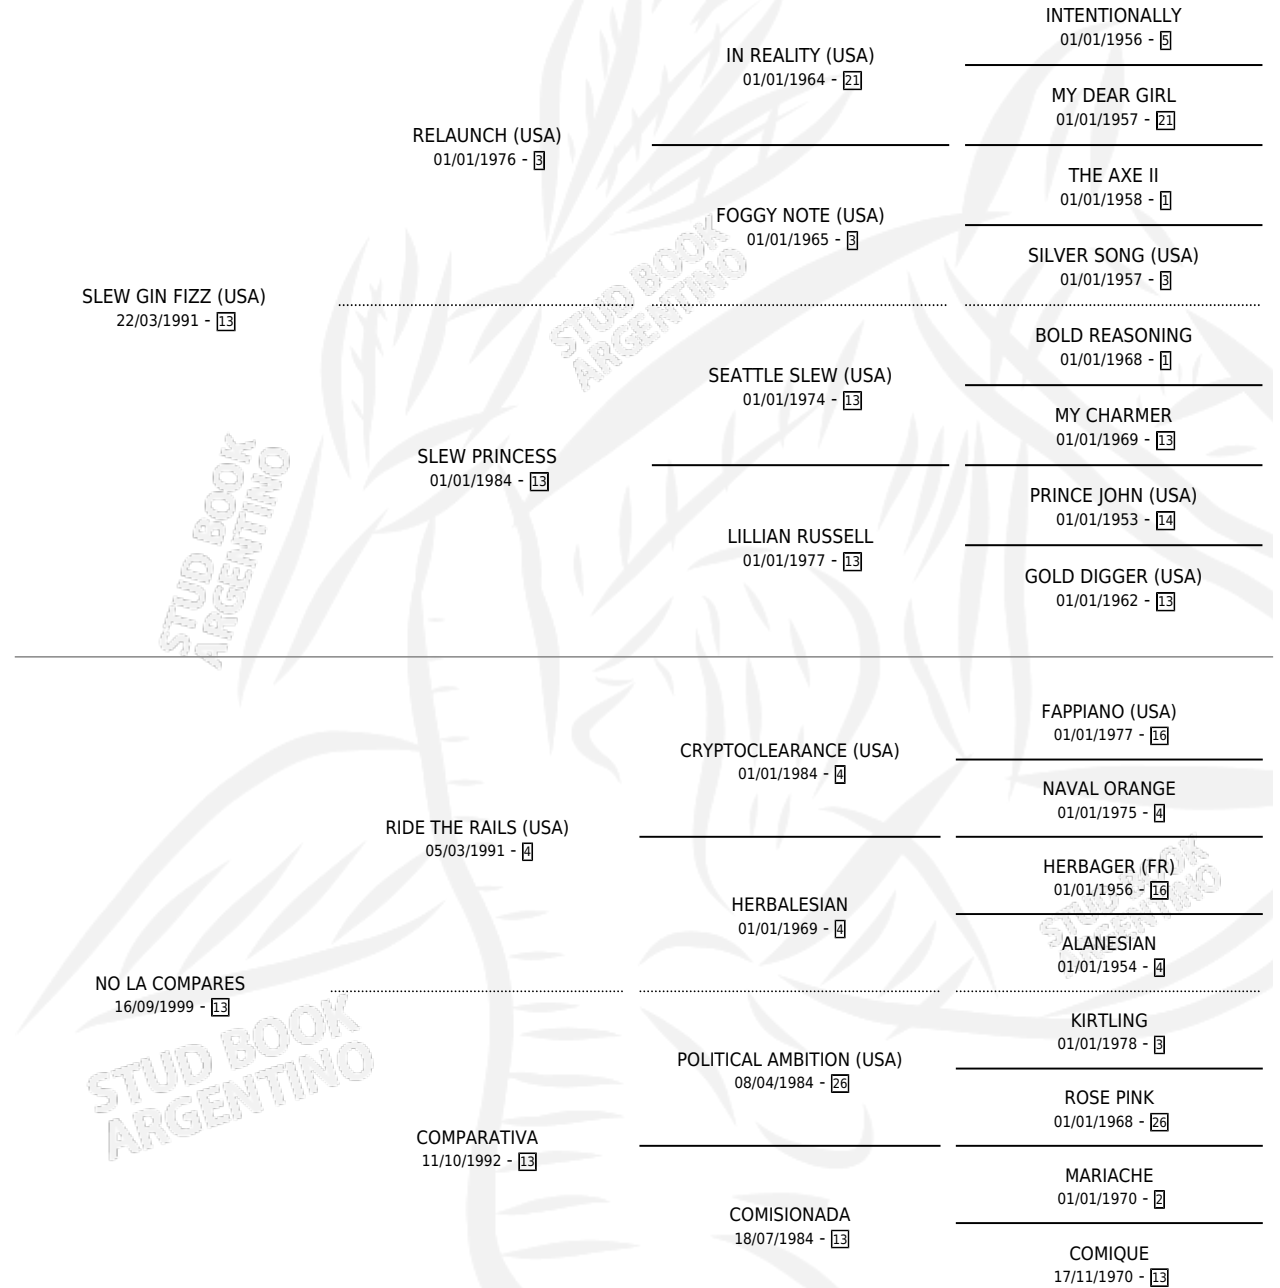 INTENTIONALLY
01/01/1956 - 5
IN REALITY (USA)
01/01/1964 - 21
MY DEAR GIRL
01/01/1957 - 21
RELAUNCH (USA)
01/01/1976 - 3
THE AXE II
01/01/1958 - 1
FOGGY NOTE (USA)
01/01/1965 - 3
SILVER SONG (USA)
01/01/1957 - 3
SLEW GIN FIZZ (USA)
22/03/1991 - 13
BOLD REASONING
01/01/1968 - 1
SEATTLE SLEW (USA)
01/01/1974 - 13
MY CHARMER
01/01/1969 - 13
SLEW PRINCESS
01/01/1984 - 13
PRINCE JOHN (USA)
01/01/1953 - 14
LILLIAN RUSSELL
01/01/1977 - 13
GOLD DIGGER (USA)
01/01/1962 - 13
FAPPIANO (USA)
01/01/1977 - 16
CRYPTOCLEARANCE (USA)
01/01/1984 - 4
NAVAL ORANGE
01/01/1975 - 4
RIDE THE RAILS (USA)
05/03/1991 - 4
HERBAGER (FR)
01/01/1956 - 16
HERBALESIAN
01/01/1969 - 4
ALANESIAN
01/01/1954 - 4
NO LA COMPARES
16/09/1999 - 13
KIRTLING
01/01/1978 - 3
POLITICAL AMBITION (USA)
08/04/1984 - 26
ROSE PINK
01/01/1968 - 26
COMPARATIVA
11/10/1992 - 13
MARIACHE
01/01/1970 - 2
COMISIONADA
18/07/1984 - 13
COMIQUE
17/11/1970 - 13
STUD BOOK
ARGENTINO
STUD BOOK
ARGENTINO
STUD BOOK
ARGENTINO
STUD BOOK
ARGENTINO